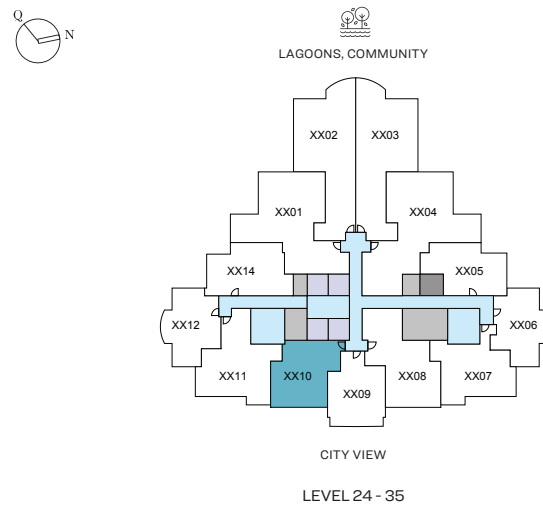 Q
N
LAGOONS, COMMUNITY
XX02
XX03
XX01
XX04
XX14
XX05
XX12
XX06
XX11
XX10
XX09
XX08
XX07
CITY VIEW
LEVEL 24 - 35